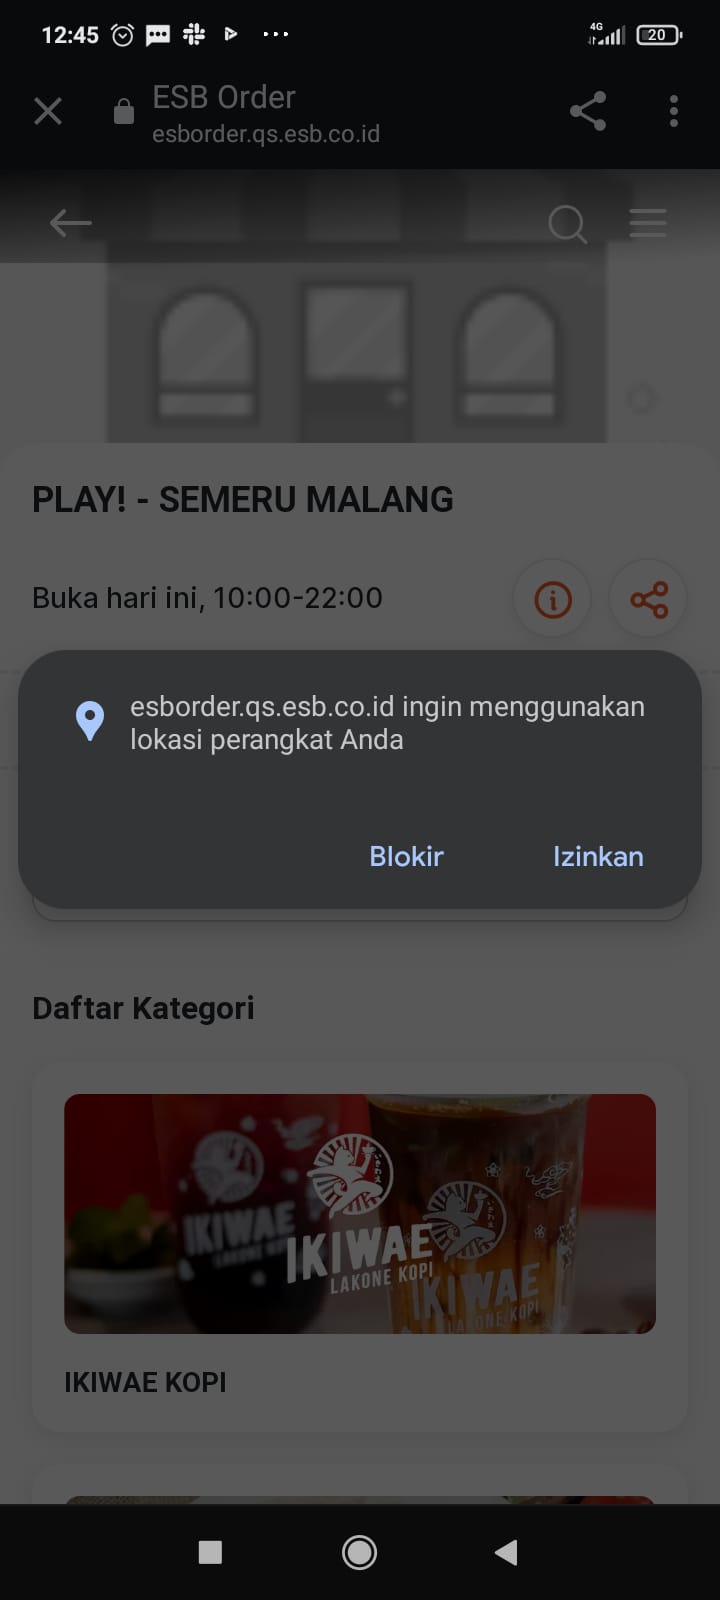 12:45
4G
20
ESB Order
esborder.qs.esb.co.id
PLAY! - SEMERU MALANG
Buka hari ini, 10:00-22:00
esborder.qs.esb.co.id ingin menggunakan
lokasi perangkat Anda
Blokir
Izinkan
Daftar Kategori
IKIWAE
IKIWAE
LAKONE KOPI
IKIWAE
LAKONE KOPI
IKIWAE KOPI